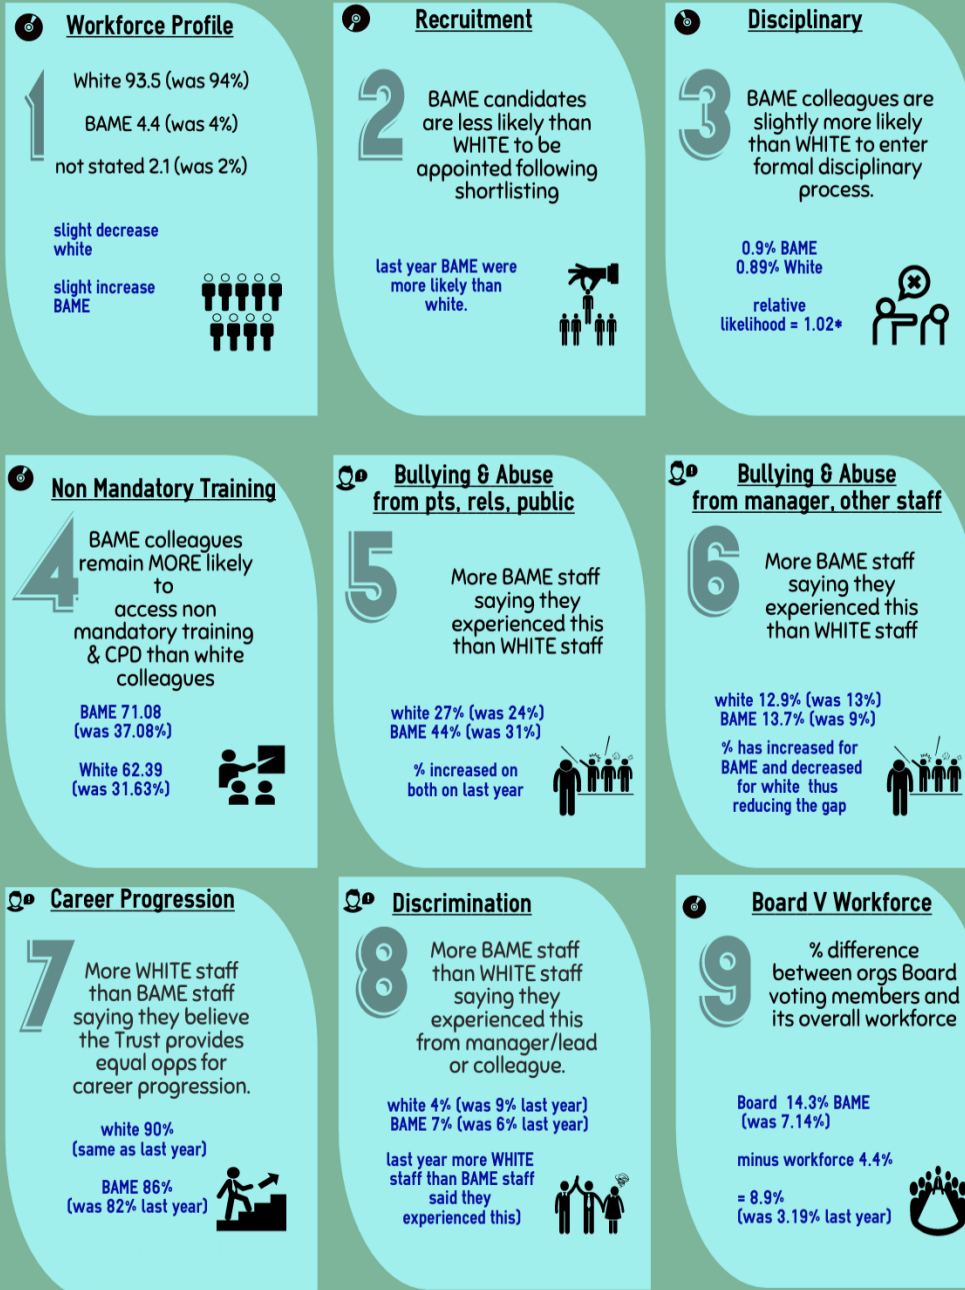 Workforce Profile
1
White 93.5 (was 94%)
BAME 4.4 (was 4%)
not stated 2.1 (was 2%)
slight decrease
white
slight increase
BAME
Recruitment
2
BAME candidates
are less likely than
WHITE to be
appointed following
shortlisting
last year BAME were
more likely than
white.
Disciplinary
3
BAME colleagues are
slightly more likely
than WHITE to enter
formal disciplinary
process.
0.9% BAME
0.89% White
relative
likelihood = 1.02*
Non Mandatory Training
4
BAME colleagues
remain MORE likely
to
access non
mandatory training
& CPD than white
colleagues
BAME 71.08
(was 37.08%)
White 62.39
(was 31.63%)
Bullying & Abuse
from pts, rels, public
5
More BAME staff
saying they
experienced this
than WHITE staff
white 27% (was 24%)
BAME 44% (was 31%)
% increased on
both on last year
Bullying & Abuse
from manager, other staff
6
More BAME staff
saying they
experienced this
than WHITE staff
white 12.9% (was 13%)
BAME 13.7% (was 9%)
% has increased for
BAME and decreased
for white thus
reducing the gap
Career Progression
7
More WHITE staff
than BAME staff
saying they believe
the Trust provides
equal opps for
career progression.
white 90%
(same as last year)
BAME 86%
(was 82% last year)
Discrimination
8
More BAME staff
than WHITE staff
saying they
experienced this
from manager/lead
or colleague.
white 4% (was 9% last year)
BAME 7% (was 6% last year)
last year more WHITE
staff than BAME staff
said they
experienced this)
Board V Workforce
9
% difference
between orgs Board
voting members and
its overall workforce
Board 14.3% BAME
(was 7.14%)
minus workforce 4.4%
= 8.9%
(was 3.19% last year)